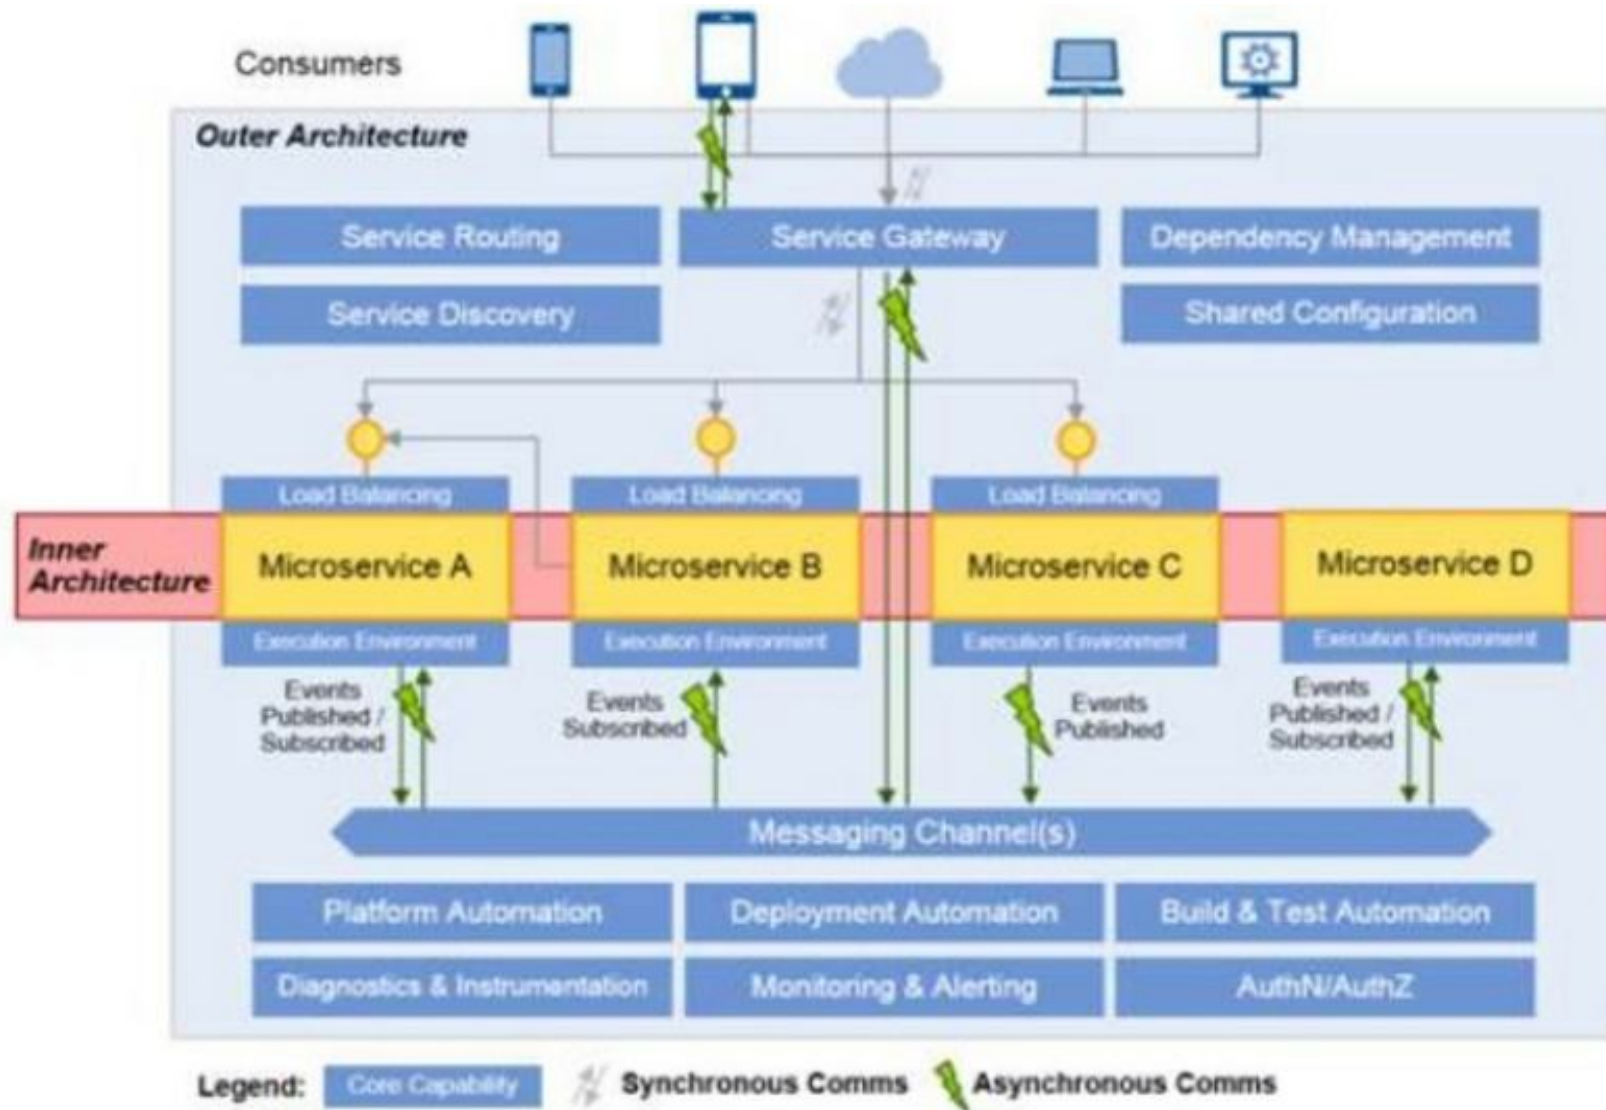 Consumers
Outer Architecture
Service Routing
Service Gateway
Dependency Management
Service Discovery
Shared Configuration
Load Balancing
Load Balancing
Load Balancing
Inner
Architecture
Microservice A
Microservice B
Microservice C
Microservice D
Execution Environment
Execution Environment
Execution Environment
Execution Environment
Events
Published /
Subscribed
Events
Subscribed
Events
Published
Events
Published /
Subscribed
Messaging Channel(s)
Platform Automation
Deployment Automation
Build & Test Automation
Diagnostics & Instrumentation
Monitoring & Alerting
AuthN/AuthZ
Legend:
Core Capability
Synchronous Comms
Asynchronous Comms